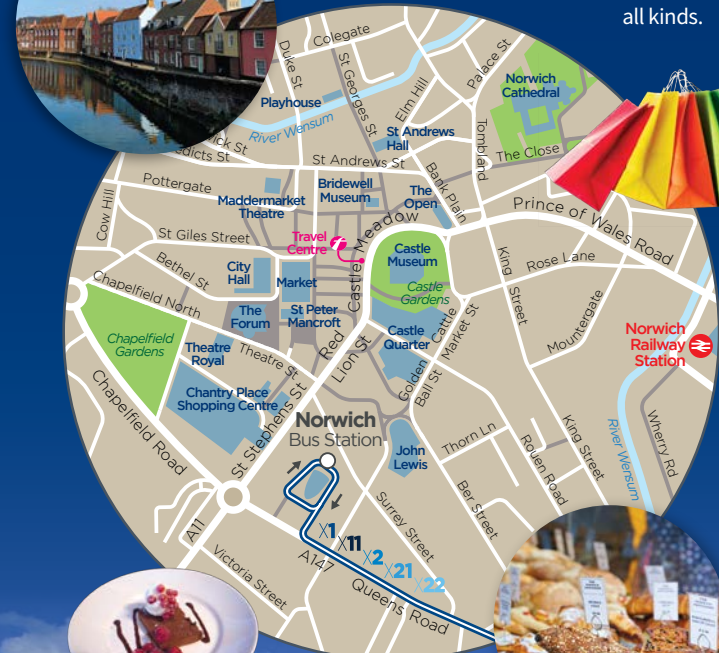 all kinds.
Colegate
Duke St
St Georges St
Elm Hill
Palace St
Norwich
Cathedral
Playhouse
River Wensum
St Andrews
Hall
Tombland
The Close
St Andrews St
Bank Plain
Pottergate
Bridewell
Museum
The
Open
Maddermarket
Theatre
Cow Hill
Prince of Wales Road
St Giles Street
Travel
Centre
Castle Meadow
Castle
Museum
King Street
Rose Lane
Bethel St
City
Hall
Market
Castle
Gardens
Chapelfield North
The
Forum
St Peter
Mancroft
Red
Lion St
Castle
Quarter
Cattle
Market St
Mountergate
Norwich
Railway
Station
Chapelfield
Gardens
Theatre
Royal
Theatre St
Golden
Ball St
Chantry Place
Shopping Centre
St Stephens St
Chapelfield Road
Norwich
Bus Station
John
Lewis
Thorn Ln
Rouen Road
King Street
River Wensum
Wherry Rd
Ber Street
Surrey Street
A11
Victoria Street
A147
Queens Road
X1
X11
X2
X21
X22